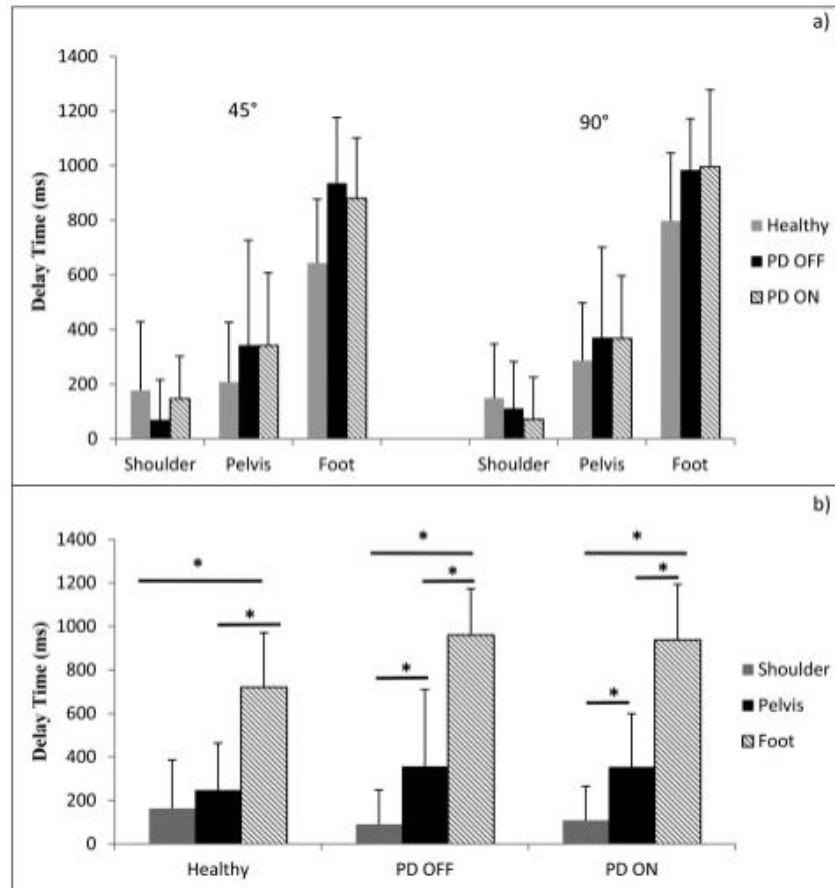 a)
1400
1200
1000
800
600
400
200
0
Delay Time (ms)
45°
90°
Healthy
PD OFF
PD ON
Shoulder Pelvis Foot Shoulder Pelvis Foot
b)
1400
1200
1000
800
600
400
200
0
Delay Time (ms)
* * *
* *
*
* *
Shoulder
Pelvis
Foot
Healthy PD OFF PD ON